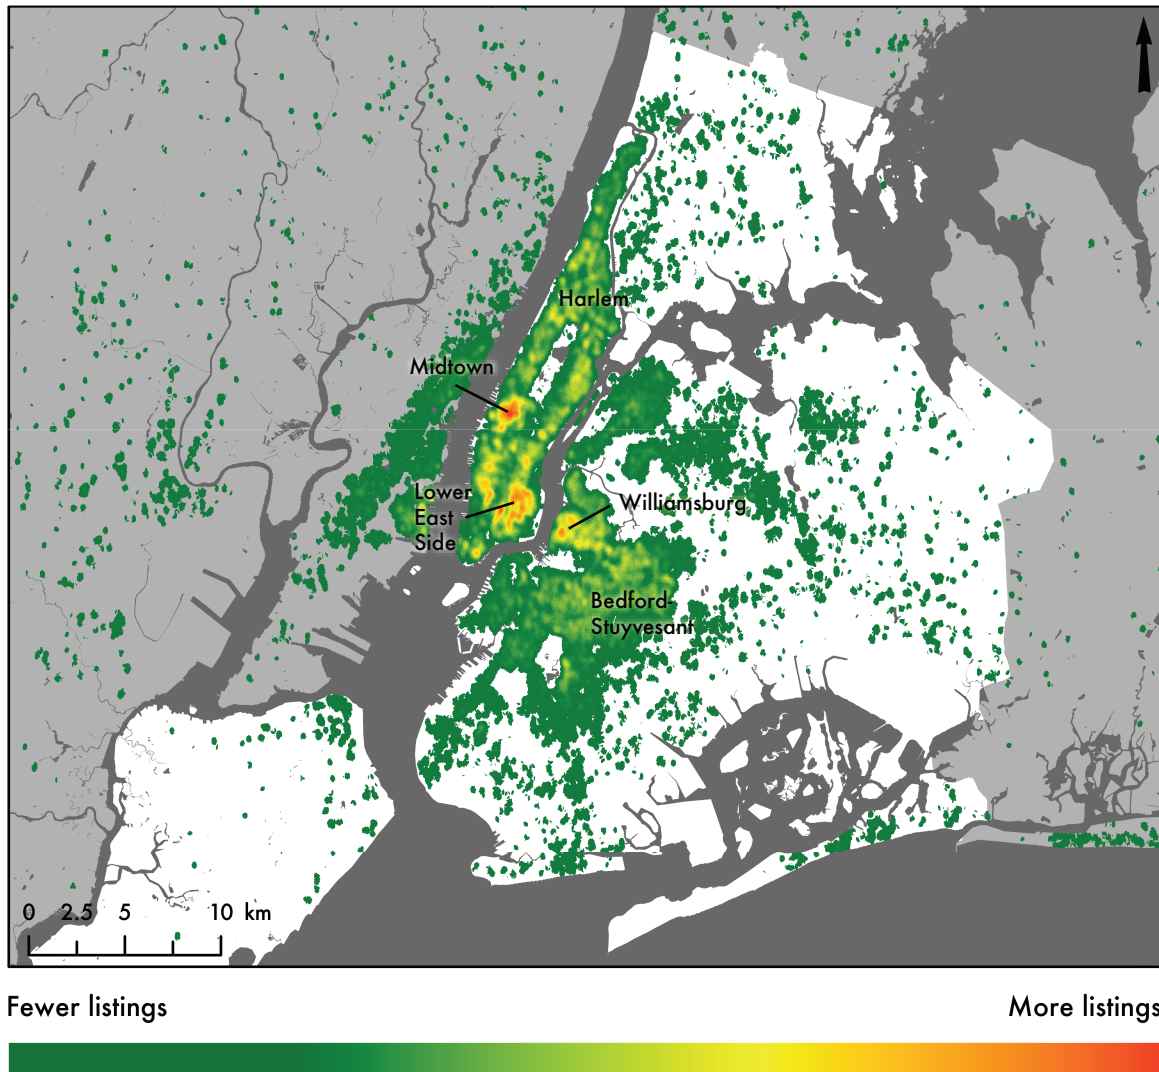 Harlem
Midtown
Lower
East
Side
Williamsburg
Bedford-
Stuyvesant
0 2.5 5 10 km
Fewer listings
More listings